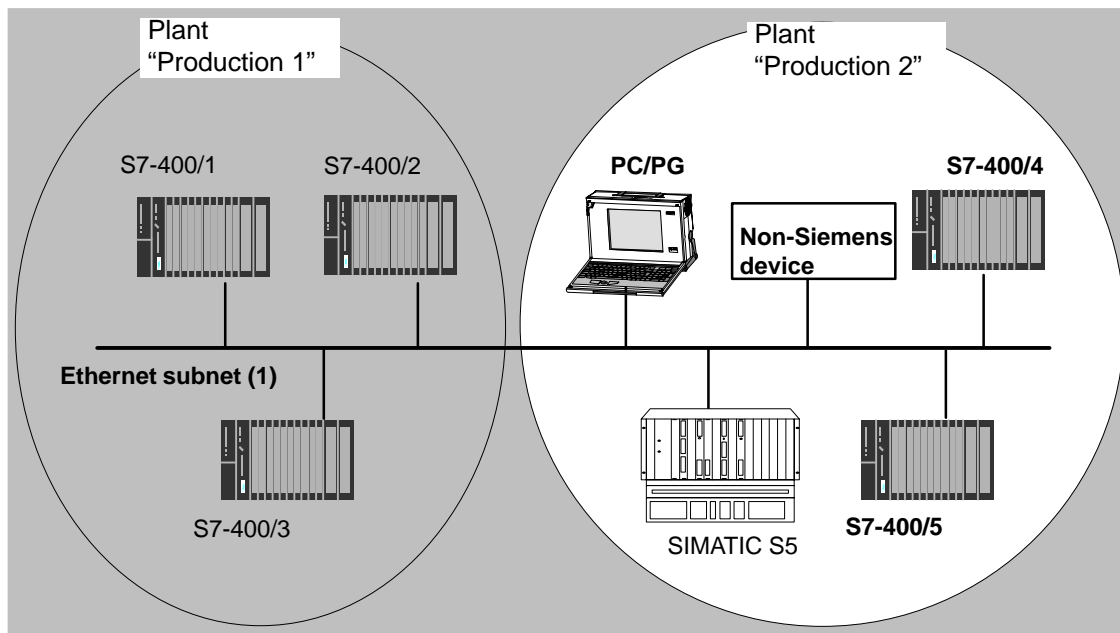 Plant
“Production 1”
Plant
“Production 2”
S7-400/1
S7-400/2
PC/PG
S7-400/4
Non-Siemens
device
Ethernet subnet (1)
S7-400/3
SIMATIC S5
S7-400/5